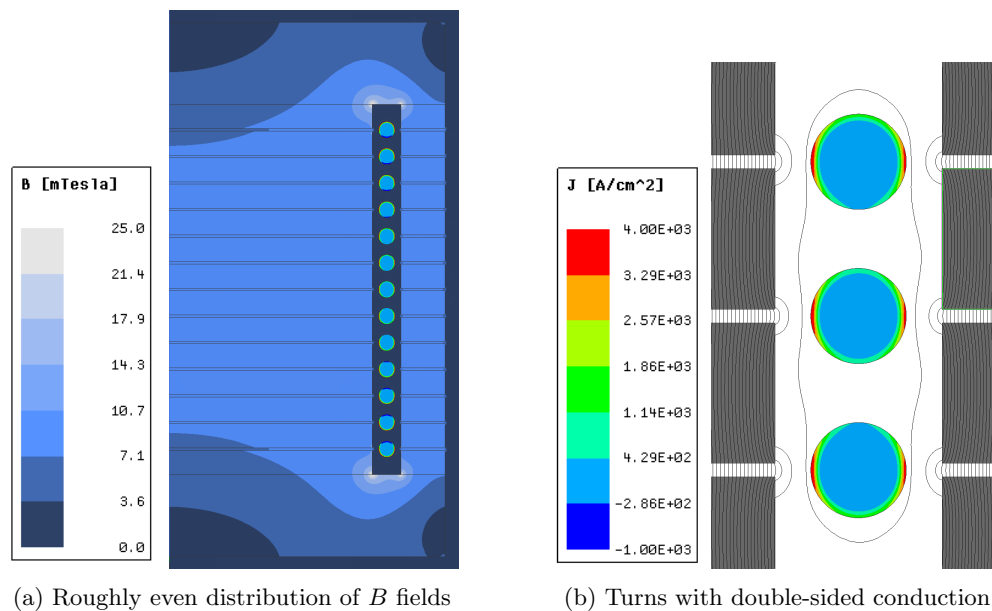 B [mTesla]
25.0
21.4
17.9
14.3
10.7
7.1
3.6
0.0
J [A/cm^2]
4.00E+03
3.29E+03
2.57E+03
1.86E+03
1.14E+03
4.29E+02
-2.86E+02
-1.00E+03
(a) Roughly even distribution of B fields
(b) Turns with double-sided conduction